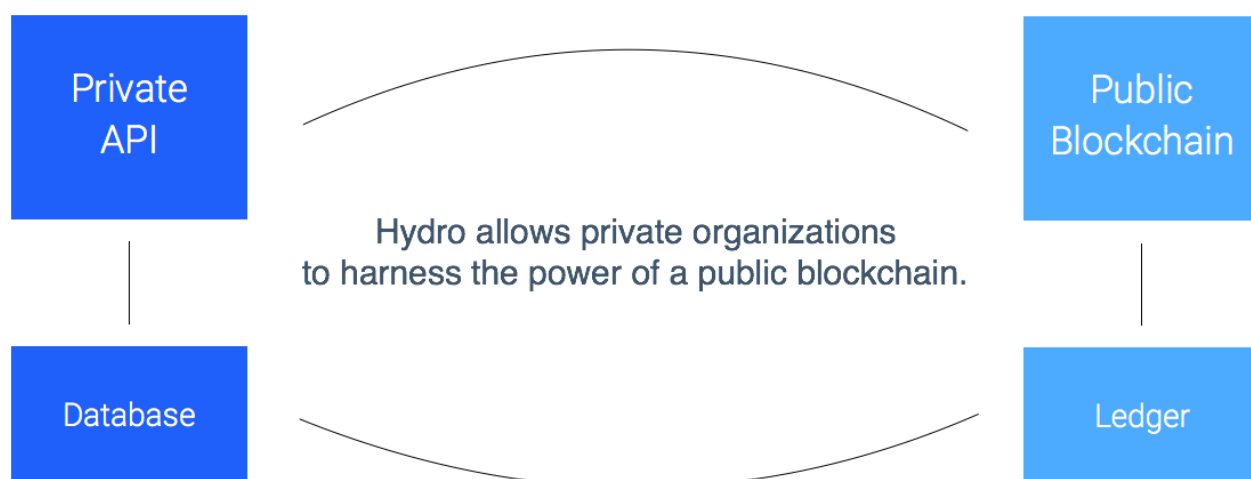 Private
API
Public
Blockchain
Hydro allows private organizations
to harness the power of a public blockchain.
Database
Ledger